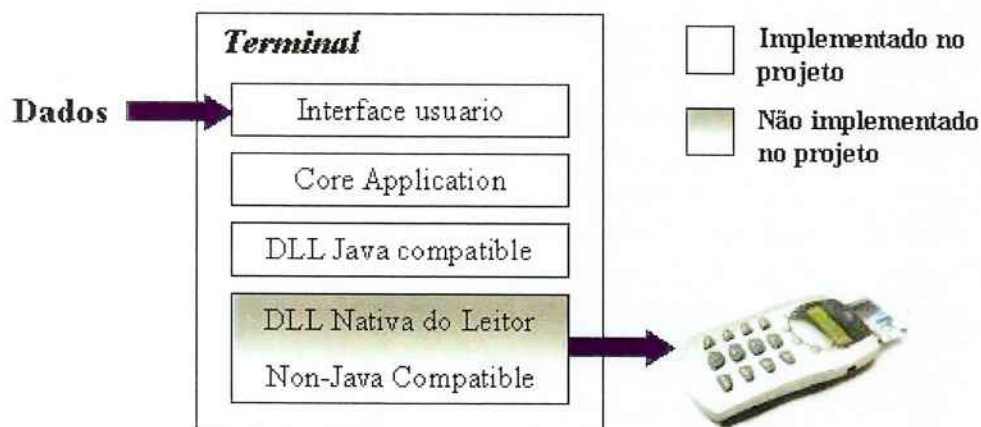 Terminal
Dados
Interface usuario
Core Application
DLL Java compatible
DLL Nativa do Leitor
Non-Java Compatible
Implementado no
projeto
Não implementado
no projeto